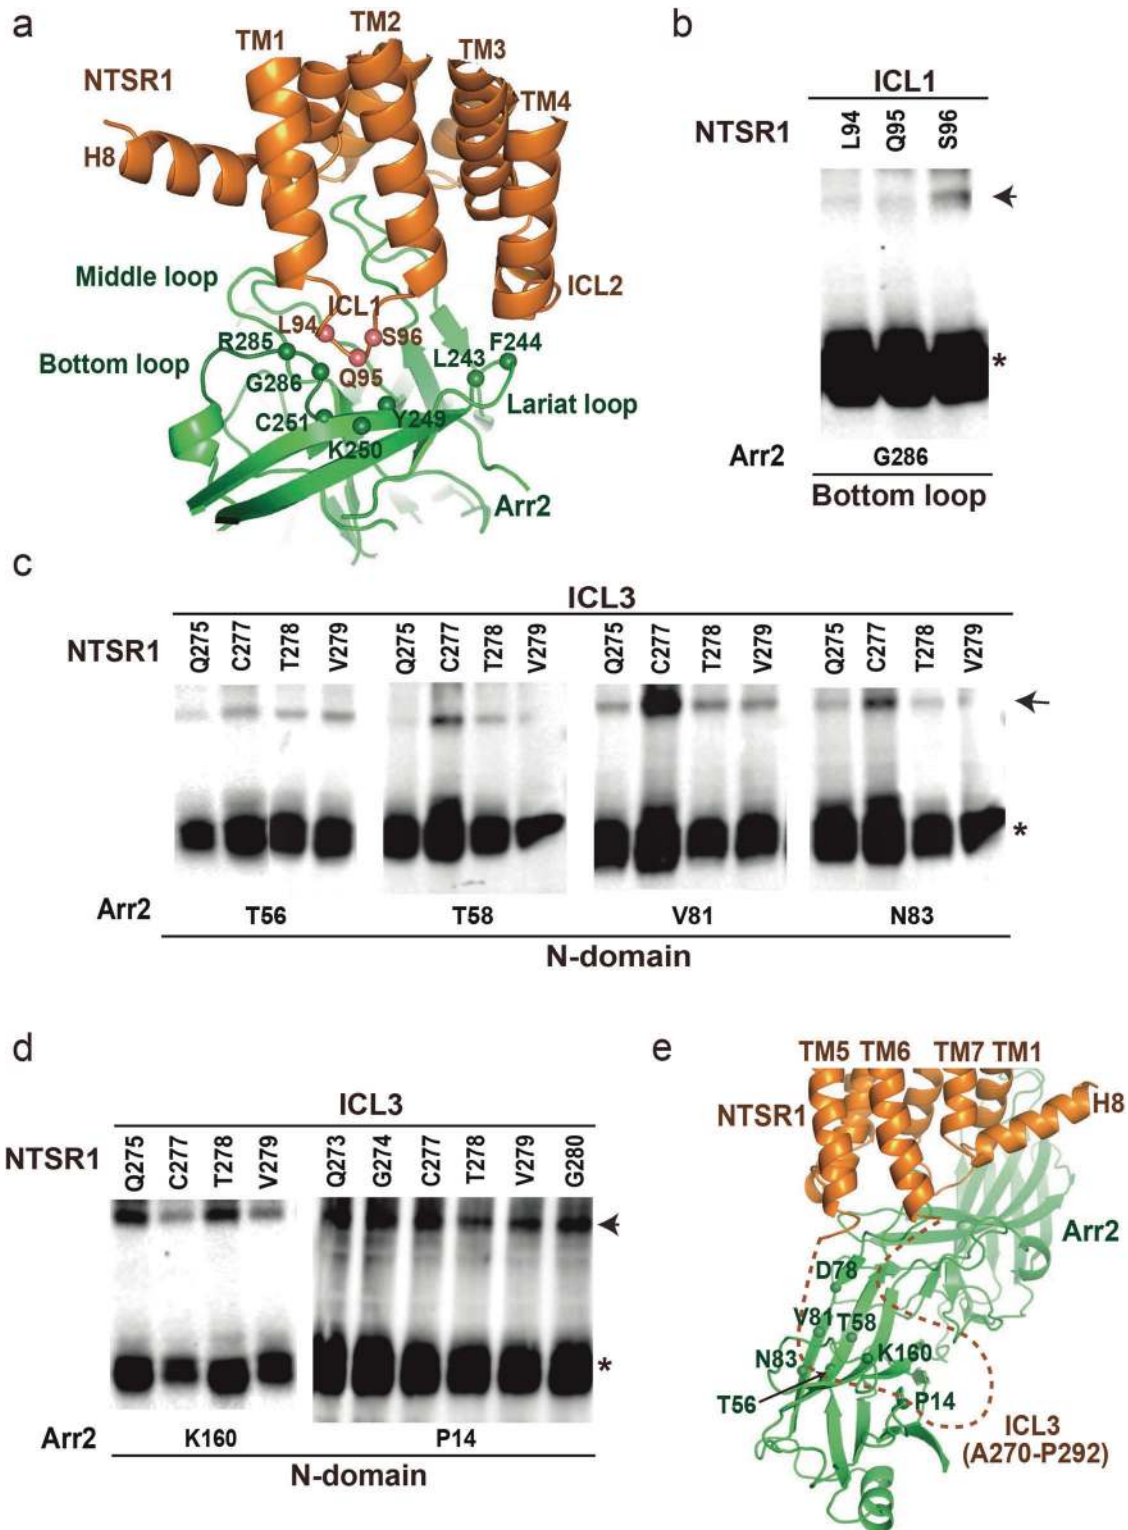 a
TM2
TM1
TM3
NTSR1
TM4
H8
Middle loop
ICL1
ICL2
L94
S96
R285
F244
Bottom loop
L243
Q95
G286
Lariat loop
C251
Y249
K250
Arr2
b
ICL1
NTSR1
L94
Q95
S96
*
Arr2
G286
Bottom loop
c
ICL3
NTSR1
Q275
C277
T278
V279
Q275
C277
T278
V279
Q275
C277
T278
V279
Q275
C277
T278
V279
*
Arr2
T56
T58
V81
N83
N-domain
d
ICL3
NTSR1
Q275
C277
T278
V279
Q273
G274
C277
T278
V279
G280
*
Arr2
K160
P14
N-domain
e
TM5 TM6 TM7 TM1
NTSR1
H8
Arr2
D78
V81 T58
N83
K160
T56
P14
ICL3
(A270-P292)